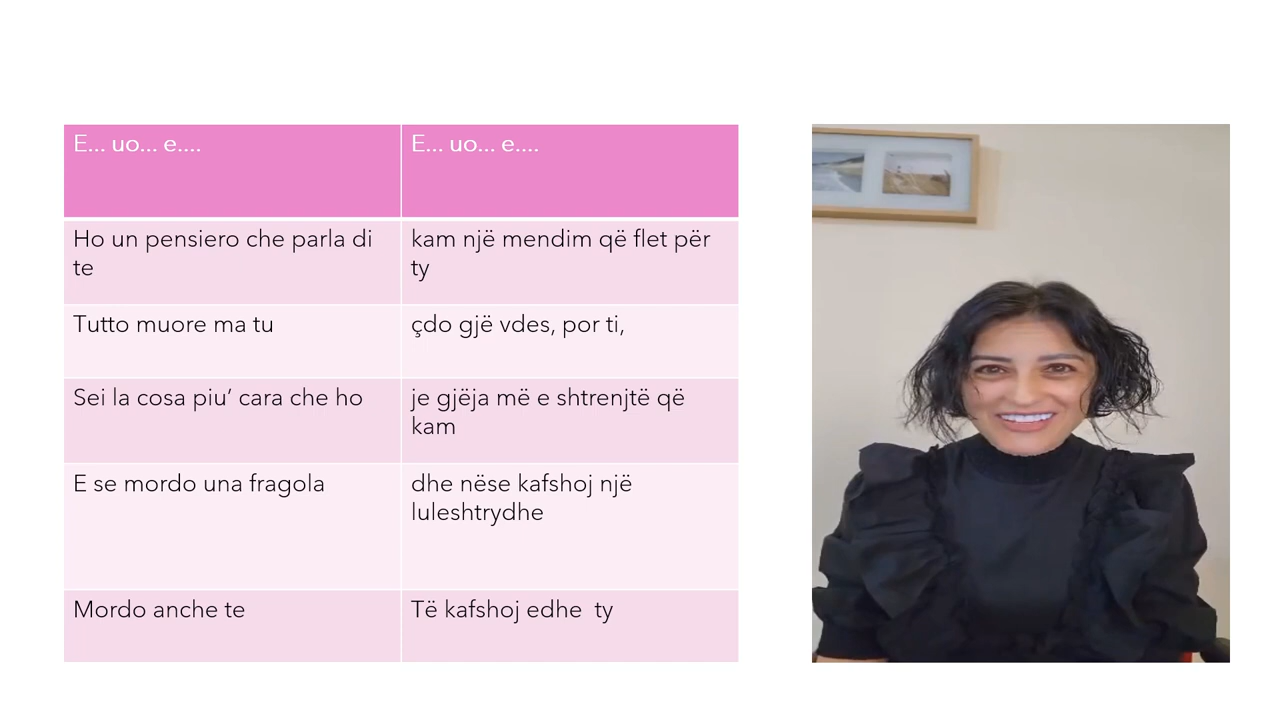 E... uo... e....
E... uo... e....
Ho un pensiero che parla di
te
kam një mendim që flet për
ty
Tutto muore ma tu
çdo gjë vdes, por ti,
Sei la cosa piu’ cara che ho
je gjëja më e shtrenjtë që
kam
E se mordo una fragola
dhe nëse kafshoj një
luleshtrydhe
Mordo anche te
Të kafshoj edhe  ty